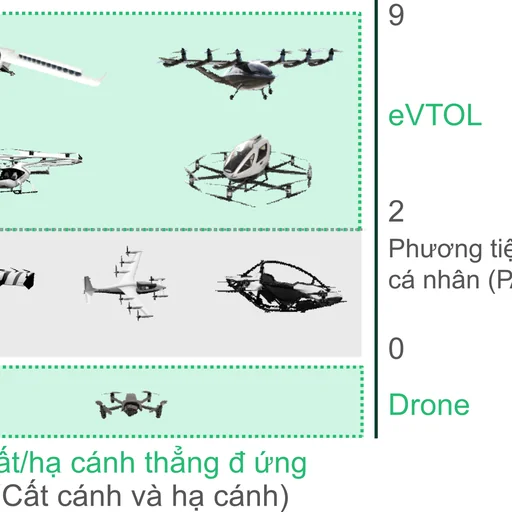 9
eVTOL
2
Phương tiệ
cá nhân (P
0
Drone
ất/hạ cánh thẳng đ ứng
Cất cánh và hạ cánh)